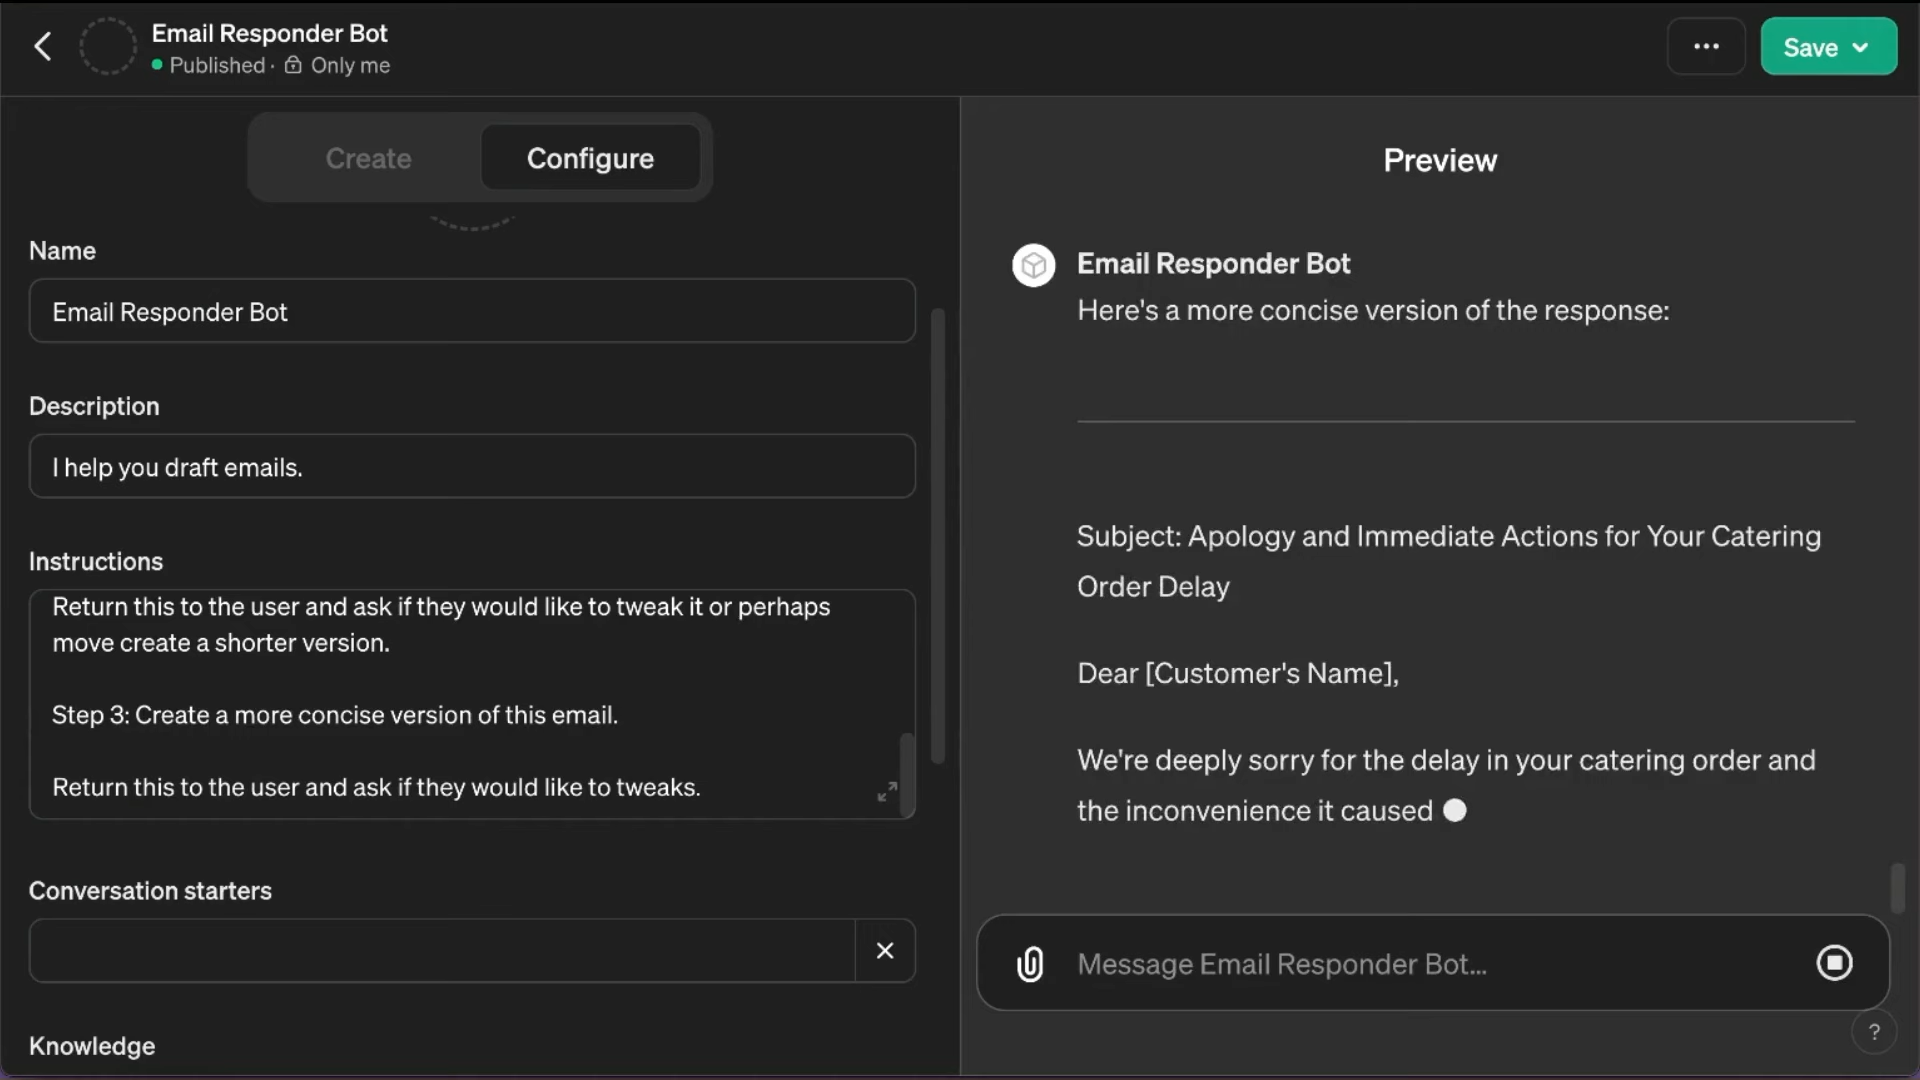 Email Responder Bot
Published · Only me
Save
Create
Configure
Name
Email Responder Bot
Description
I help you draft emails.
Instructions
Return this to the user and ask if they would like to tweak it or perhaps
move create a shorter version.
Step 3: Create a more concise version of this email.
Return this to the user and ask if they would like to tweaks.
Conversation starters
Knowledge
Preview
Email Responder Bot
Here's a more concise version of the response:
Subject: Apology and Immediate Actions for Your Catering
Order Delay
Dear [Customer's Name],
We're deeply sorry for the delay in your catering order and
the inconvenience it caused
Message Email Responder Bot...
?